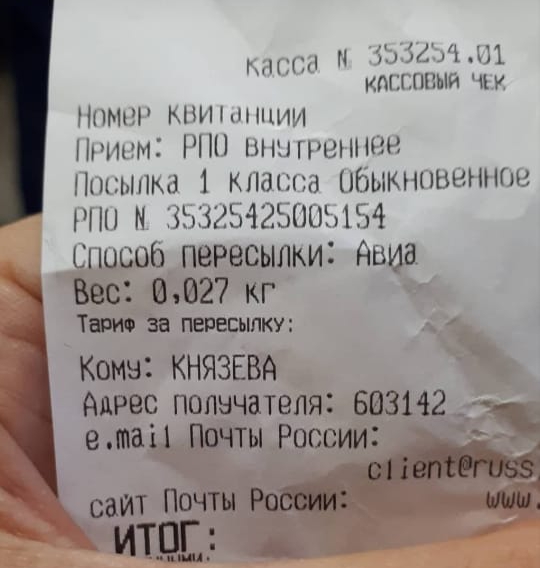 Касса № 353254.01
КАССОВЫЙ ЧЕК
Номер квитанции
Прием: РПО внутреннее
Посылка 1 класса Обыкновенное
РПО № 35325425005154
Способ пересылки: Авиа
Вес: 0,027 кг
Тариф за пересылку:
Кому: КНЯЗЕВА
Адрес получателя: 603142
e.mail Почты России:
client@russ
сайт Почты России:
www.
ИТОГ: